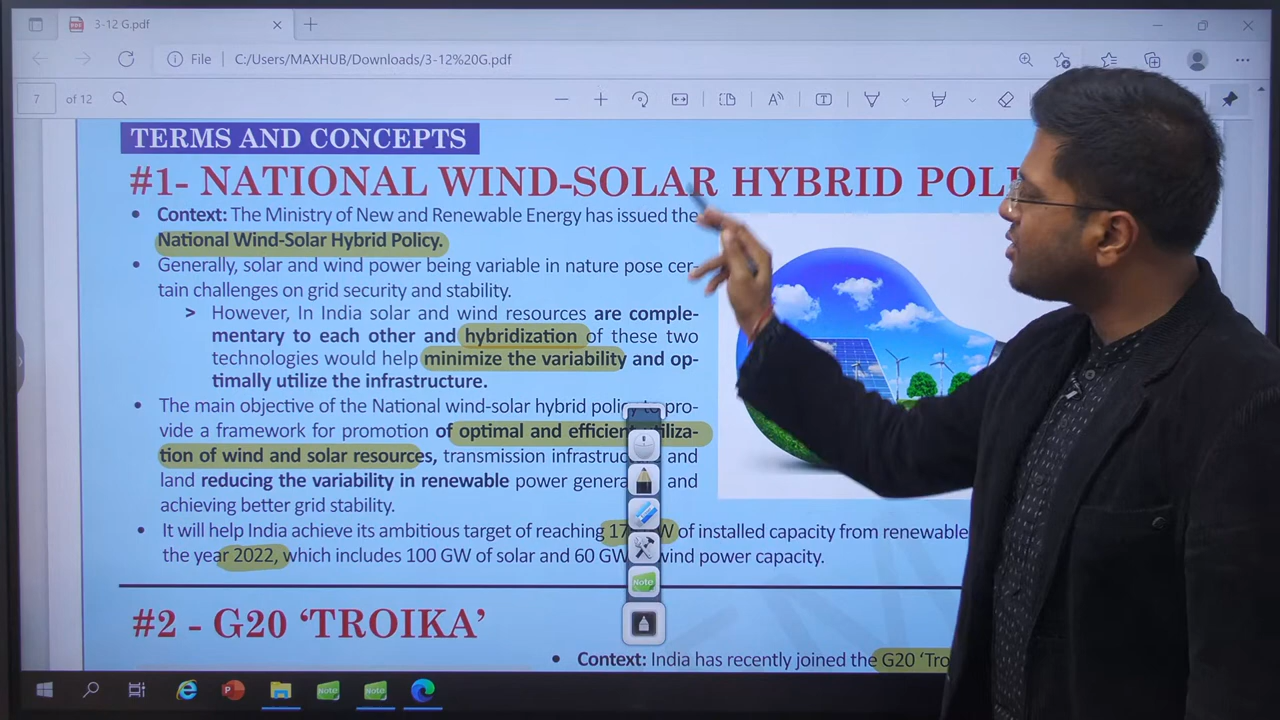 3-12 G.pdf
File
C:/Users/MAXHUB/Downloads/3-12%20G.pdf
7 of 12
TERMS AND CONCEPTS
#1- NATIONAL WIND-SOLAR HYBRID
• Context: The Ministry of New and Renewable Energy has issued the
National Wind-Solar Hybrid Policy.
• Generally, solar and wind power being variable in nature pose cer-
tain challenges on grid security and stability.
> However, In India solar and wind resources are comple-
mentary to each other and hybridization of these two
technologies would help minimize the variability and op-
timally utilize the infrastructure.
• The main objective of the National wind-solar hybrid policy to pro-
vide a framework for promotion of optimal and efficient utiliza-
tion of wind and solar resources, transmission and
land reducing the variability in renewable power and
achieving better grid stability.
• It will help India achieve its ambitious target of reaching of installed capacity from renewable
the year 2022, which includes 100 GW of solar and 60 GW wind power capacity.
#2 - G20 ‘TROIKA’
• Context: India has recently joined the G20
Note
Note
Note